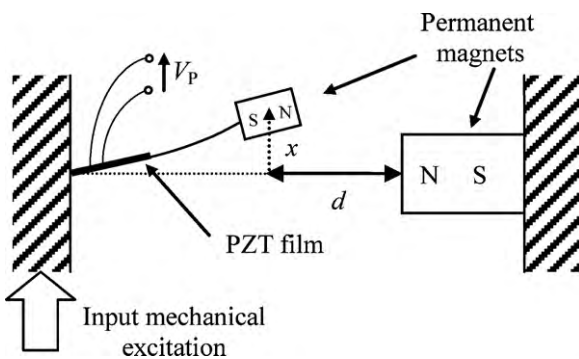 Permanent
magnets
V_P
S N
x
N S
d
PZT film
Input mechanical
excitation